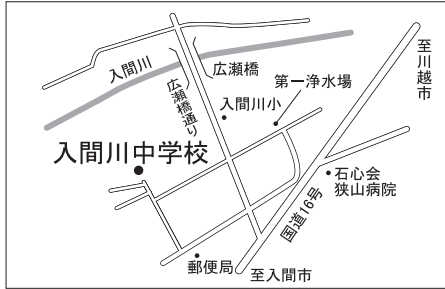 入間川
広瀬橋
至川越市
広瀬橋通り
第一浄水場
入間川小
入間川中学校
石心会
狭山病院
国道16号
郵便局
至入間市